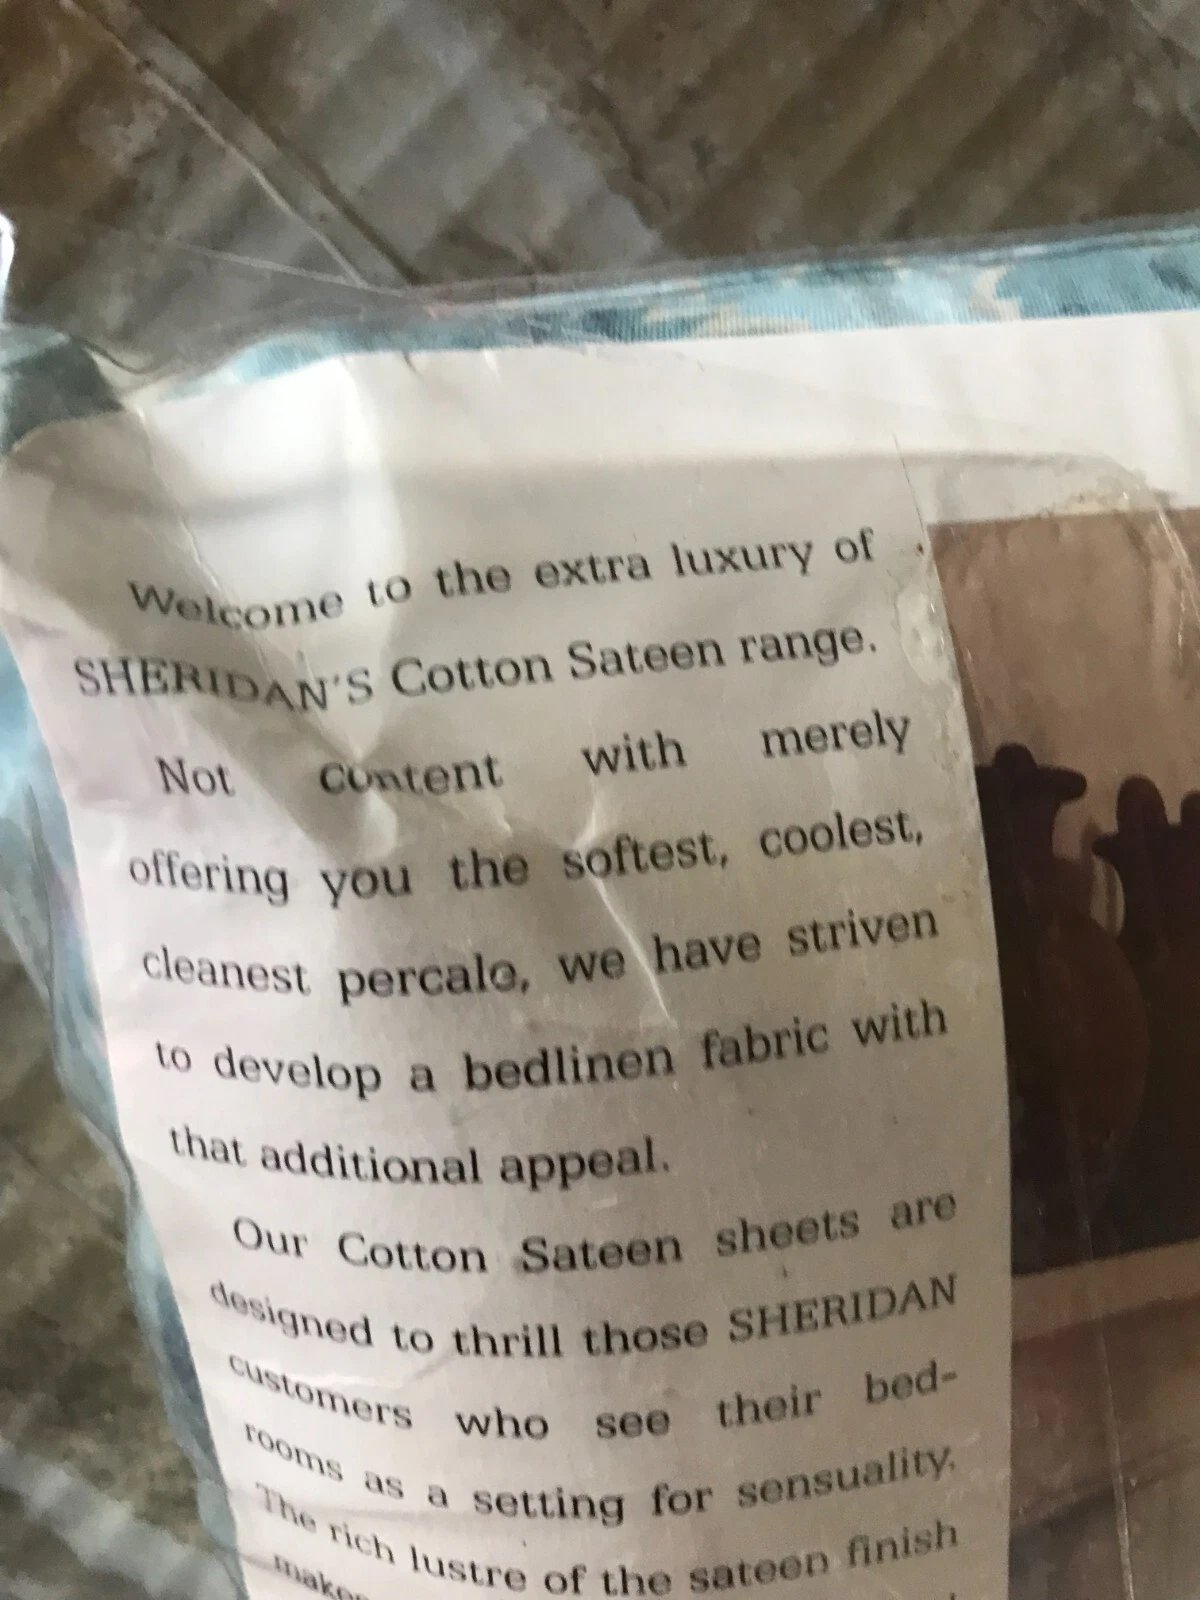 Welcome to the extra luxury of
SHERIDAN'S Cotton Sateen range.
Not content with merely
offering you the softest, coolest,
cleanest percale, we have striven
to develop a bedlinen fabric with
that additional appeal.
Our Cotton Sateen sheets are
designed to thrill those SHERIDAN
customers who see their bed-
rooms as a setting for sensuality.
The rich lustre of the sateen finish